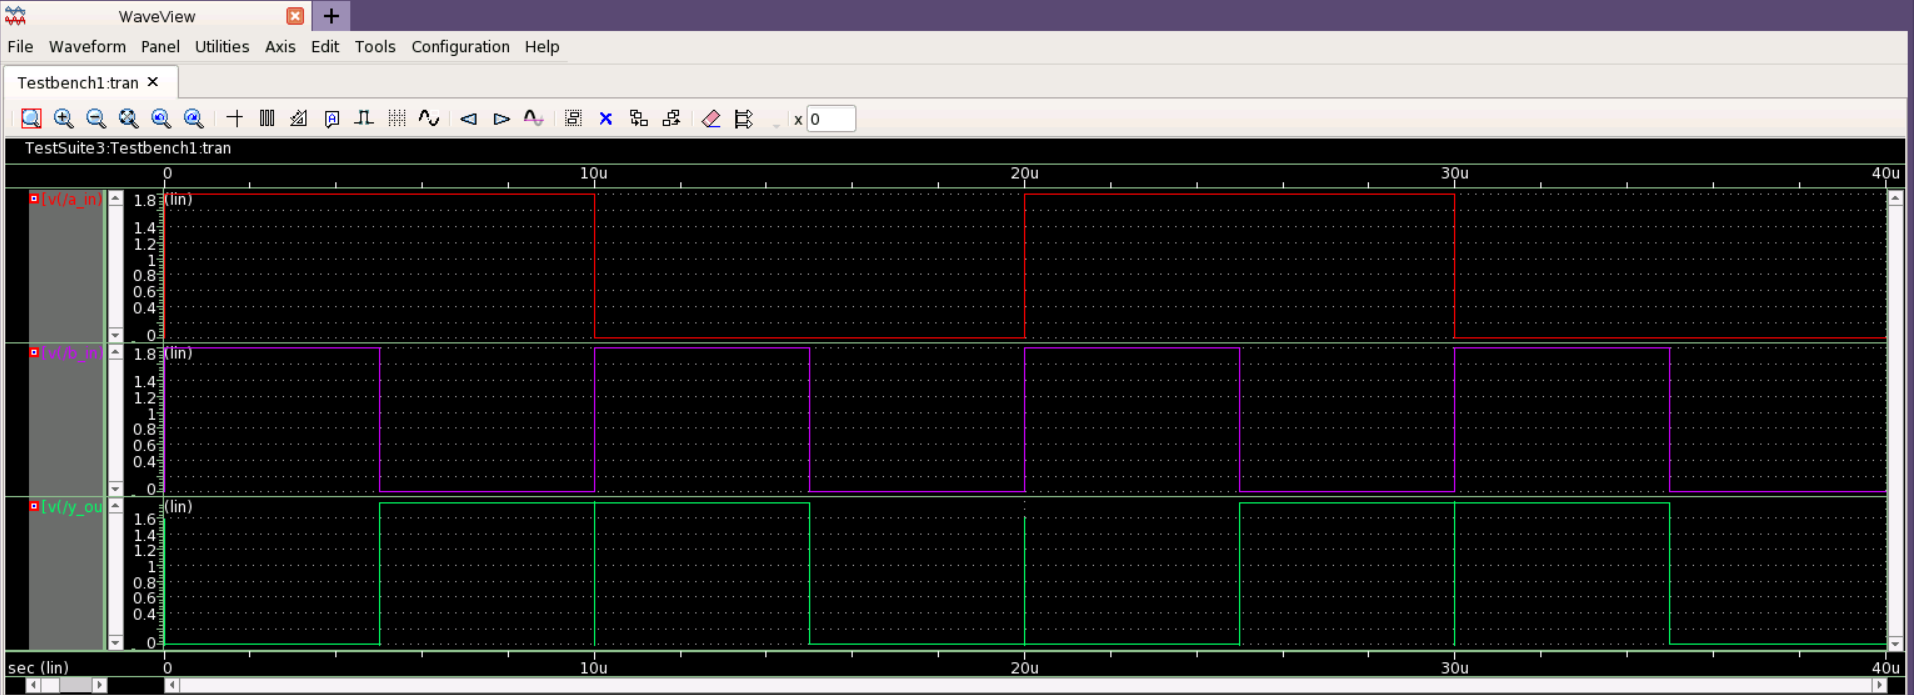 WaveView
File Waveform Panel Utilities Axis Edit Tools Configuration Help
Testbench1:tran
x 0
TestSuite3:Testbench1:tran
0 10u 20u 30u 40u
[v(/a_in) 1.8 (lin)
1.4
1.2
1
0.8
0.6
0.4
0
[v(/b_in) 1.8 (lin)
1.4
1.2
1
0.8
0.6
0.4
0
[v(/y_ou (lin)
1.6
1.4
1.2
1
0.8
0.6
0.4
0
sec (lin) 0 10u 20u 30u 40u